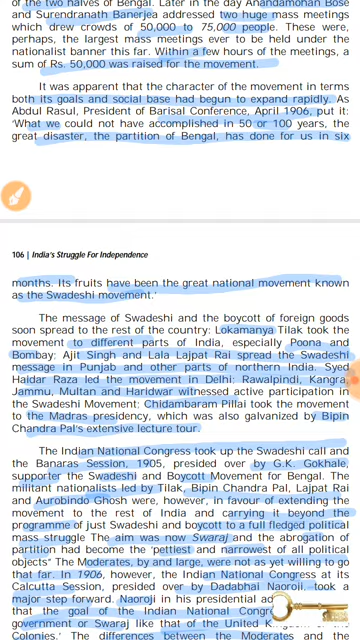 of the two halves of Bengal. Later in the day Anandamohan Bose
and Surendranath Banerjea addressed two huge mass meetings
which drew crowds of 50,000 to 75,000 people. These were,
perhaps, the largest mass meetings ever to be held under the
nationalist banner this far. Within a few hours of the meetings, a
sum of Rs. 50,000 was raised for the movement.
It was apparent that the character of the movement in terms
both its goals and social base had begun to expand rapidly. As
Abdul Rasul, President of Barisal Conference, April 1906, put it:
‘What we could not have accomplished in 50 or 100 years, the
great disaster, the partition of Bengal, has done for us in six
106 | India's Struggle For Independence
months. Its fruits have been the great national movement known
as the Swadeshi movement.’
The message of Swadeshi and the boycott of foreign goods
soon spread to the rest of the country: Lokamanya Tilak took the
movement to different parts of India, especially Poona and
Bombay; Ajit Singh and Lala Lajpat Rai spread the Swadeshi
message in Punjab and other parts of northern India. Syed
Haidar Raza led the movement in Delhi; Rawalpindi, Kangra,
Jammu, Multan and Haridwar witnessed active participation in
the Swadeshi Movement; Chidambaram Pillai took the movement
to the Madras presidency, which was also galvanized by Bipin
Chandra Pal's extensive lecture tour.
The Indian National Congress took up the Swadeshi call and
the Banaras Session, 1905, presided over by G.K. Gokhale,
supporter the Swadeshi and Boycott Movement for Bengal. The
militant nationalists led by Tilak, Bipin Chandra Pal, Lajpat Rai
and Aurobindo Ghosh were, however, in favour of extending the
movement to the rest of India and carrying it beyond the
programme of just Swadeshi and boycott to a full fledged political
mass struggle The aim was now Swaraj and the abrogation of
partition had become the ‘pettiest and narrowest of all political
objects” The Moderates, by and large, were not as yet willing to go
that far. In 1906, however, the Indian National Congress at its
Calcutta Session, presided over by Dadabhai Naoroji, took a
major step forward. Naoroji in his presidential ad
that the goal of the Indian National Congr
government or Swaraj like that of the United K
Colonies.’ The differences between the Moderates and the